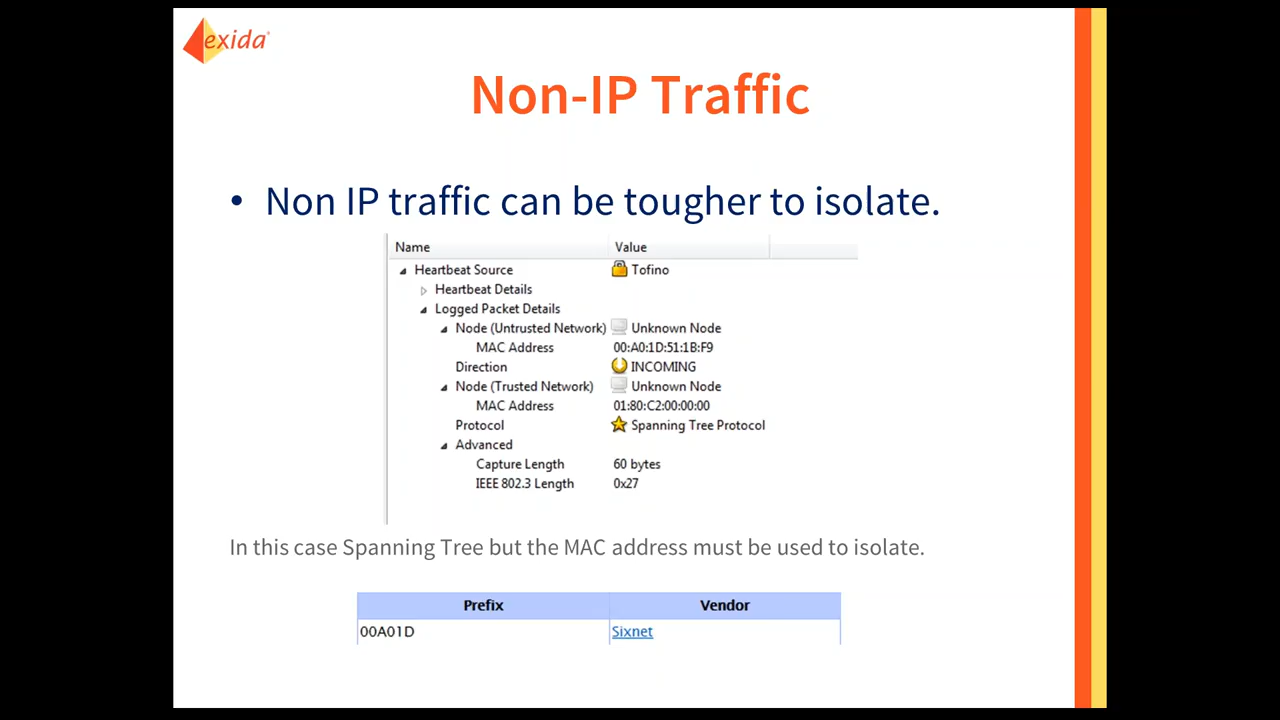 exida
Non-IP Traffic
• Non IP traffic can be tougher to isolate.
Name Value
Heartbeat Source Tofino
Heartbeat Details
Logged Packet Details
Node (Untrusted Network) Unknown Node
MAC Address 00:A0:1D:51:1B:F9
Direction INCOMING
Node (Trusted Network) Unknown Node
MAC Address 01:80:C2:00:00:00
Protocol Spanning Tree Protocol
Advanced
Capture Length 60 bytes
IEEE 802.3 Length 0x27
In this case Spanning Tree but the MAC address must be used to isolate.
Prefix Vendor
00A01D Sixnet